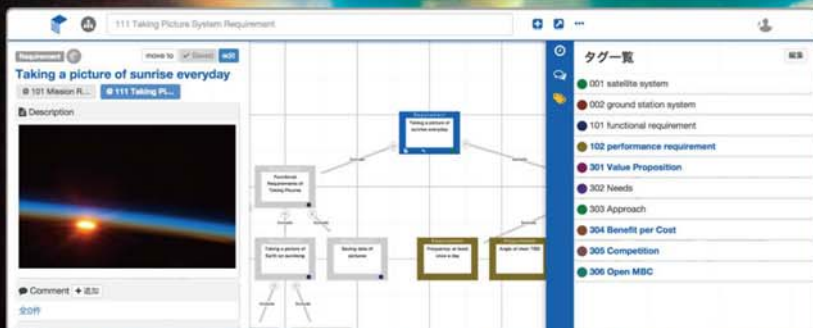 111 Taking Picture System Requirement
Requirement
move to
Saved
edit
Taking a picture of sunrise everyday
@ 101 Mission R...
@ 111 Taking Pi...
Description
Comment
+ 追加
全0件
Taking a picture of
sunrise everyday
Functional
Requirements of
Taking Pictures
Taking a picture of
Earth on sunrising
Saving data of
pictures
Frequency at least
once a day
Angle of view: TBD
タグ一覧
編集
001 satellite system
002 ground station system
101 functional requirement
102 performance requirement
301 Value Proposition
302 Needs
303 Approach
304 Benefit per Cost
305 Competition
306 Open MBC